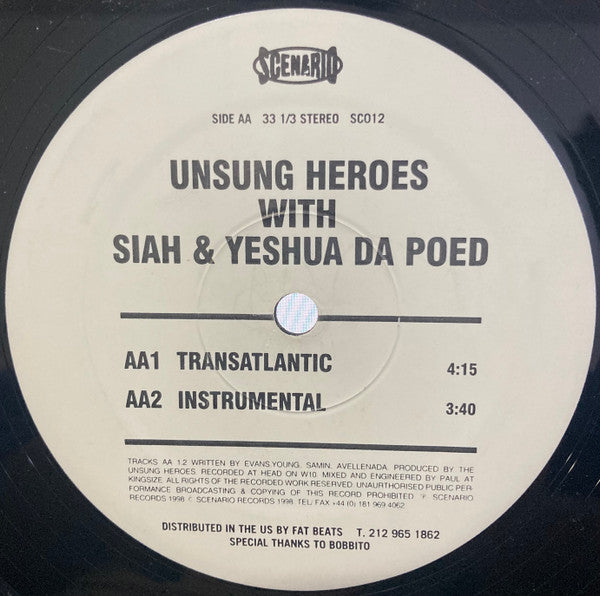 SCENARIO
SIDE AA 33 1/3 STEREO SC012
UNSUNG HEROES
WITH
SIAH & YESHUA DA POED
AA1 TRANSATLANTIC 4:15
AA2 INSTRUMENTAL 3:40
TRACKS AA 1.2 WRITTEN BY EVANS.YOUNG, SAMIN, AVELLENADA. PRODUCED BY THE
UNSUNG HEROES. RECORDED AT HEAD ON W10. MIXED AND ENGINEERED BY PAUL AT
KINGSIZE. ALL RIGHTS OF THE RECORDED WORK RESERVED. UNAUTHORISED PUBLIC PER-
FORMANCE BROADCASTING & COPYING OF THIS RECORD PROHIBITED ℗ SCENARIO
RECORDS 1998 © SCENARIO RECORDS 1998. TEL/FAX +44 (0) 181 969 4062
DISTRIBUTED IN THE US BY FAT BEATS T. 212 965 1862
SPECIAL THANKS TO BOBBITO